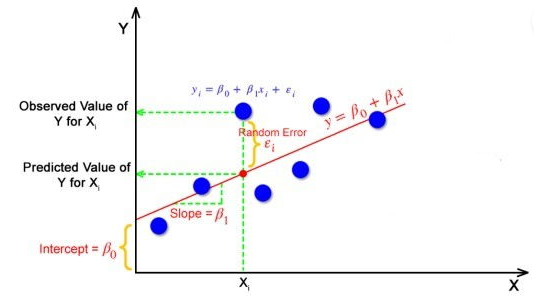 Y
y_i = β_0 + β_1x_i + ε_i
Observed Value of
Y for X_i
y = β_0 + β_1x
Random Error
ε_i
Predicted Value of
Y for X_i
Slope = β_1
Intercept = β_0
X_i
X